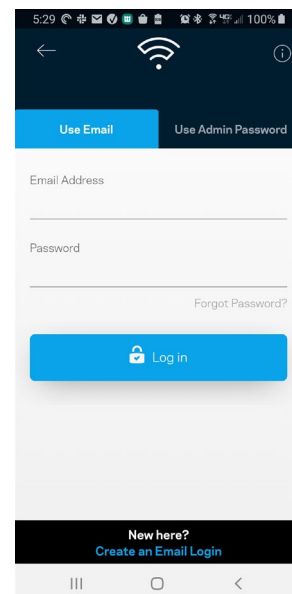 5:29 100%
Use Email Use Admin Password
Email Address
Password
Forgot Password?
Log in
New here?
Create an Email Login